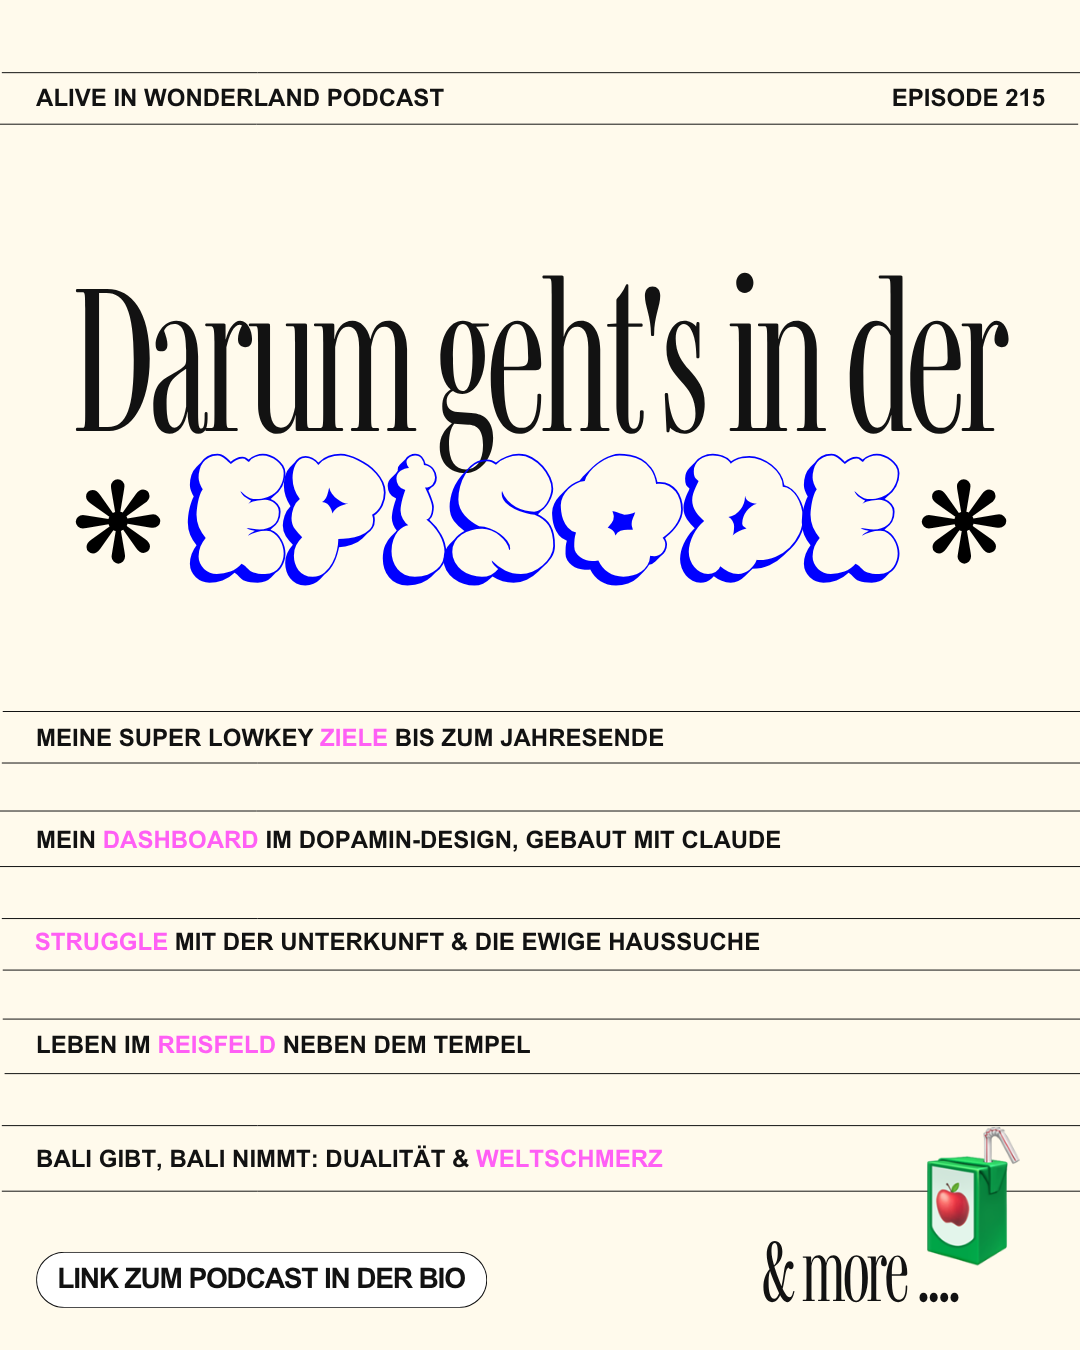 ALIVE IN WONDERLAND PODCAST
EPISODE 215
Darum geht's in der
EPiSODE
MEINE SUPER LOWKEY ZIELE BIS ZUM JAHRESENDE
MEIN DASHBOARD IM DOPAMIN-DESIGN, GEBAUT MIT CLAUDE
STRUGGLE MIT DER UNTERKUNFT & DIE EWIGE HAUSSUCHE
LEBEN IM REISFELD NEBEN DEM TEMPEL
BALI GIBT, BALI NIMMT: DUALITÄT & WELTSCHMERZ
LINK ZUM PODCAST IN DER BIO
& more ....